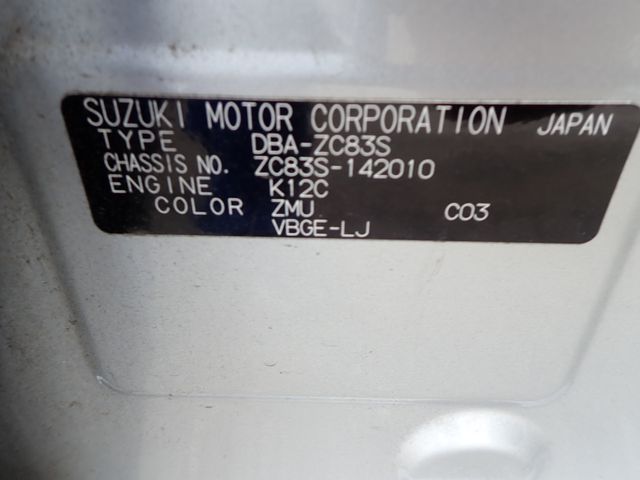 SUZUKI MOTOR CORPORATION JAPAN
TYPE DBA-ZC83S
CHASSIS NO. ZC83S-142010
ENGINE K12C
COLOR ZMU C03
VBGE-LJ